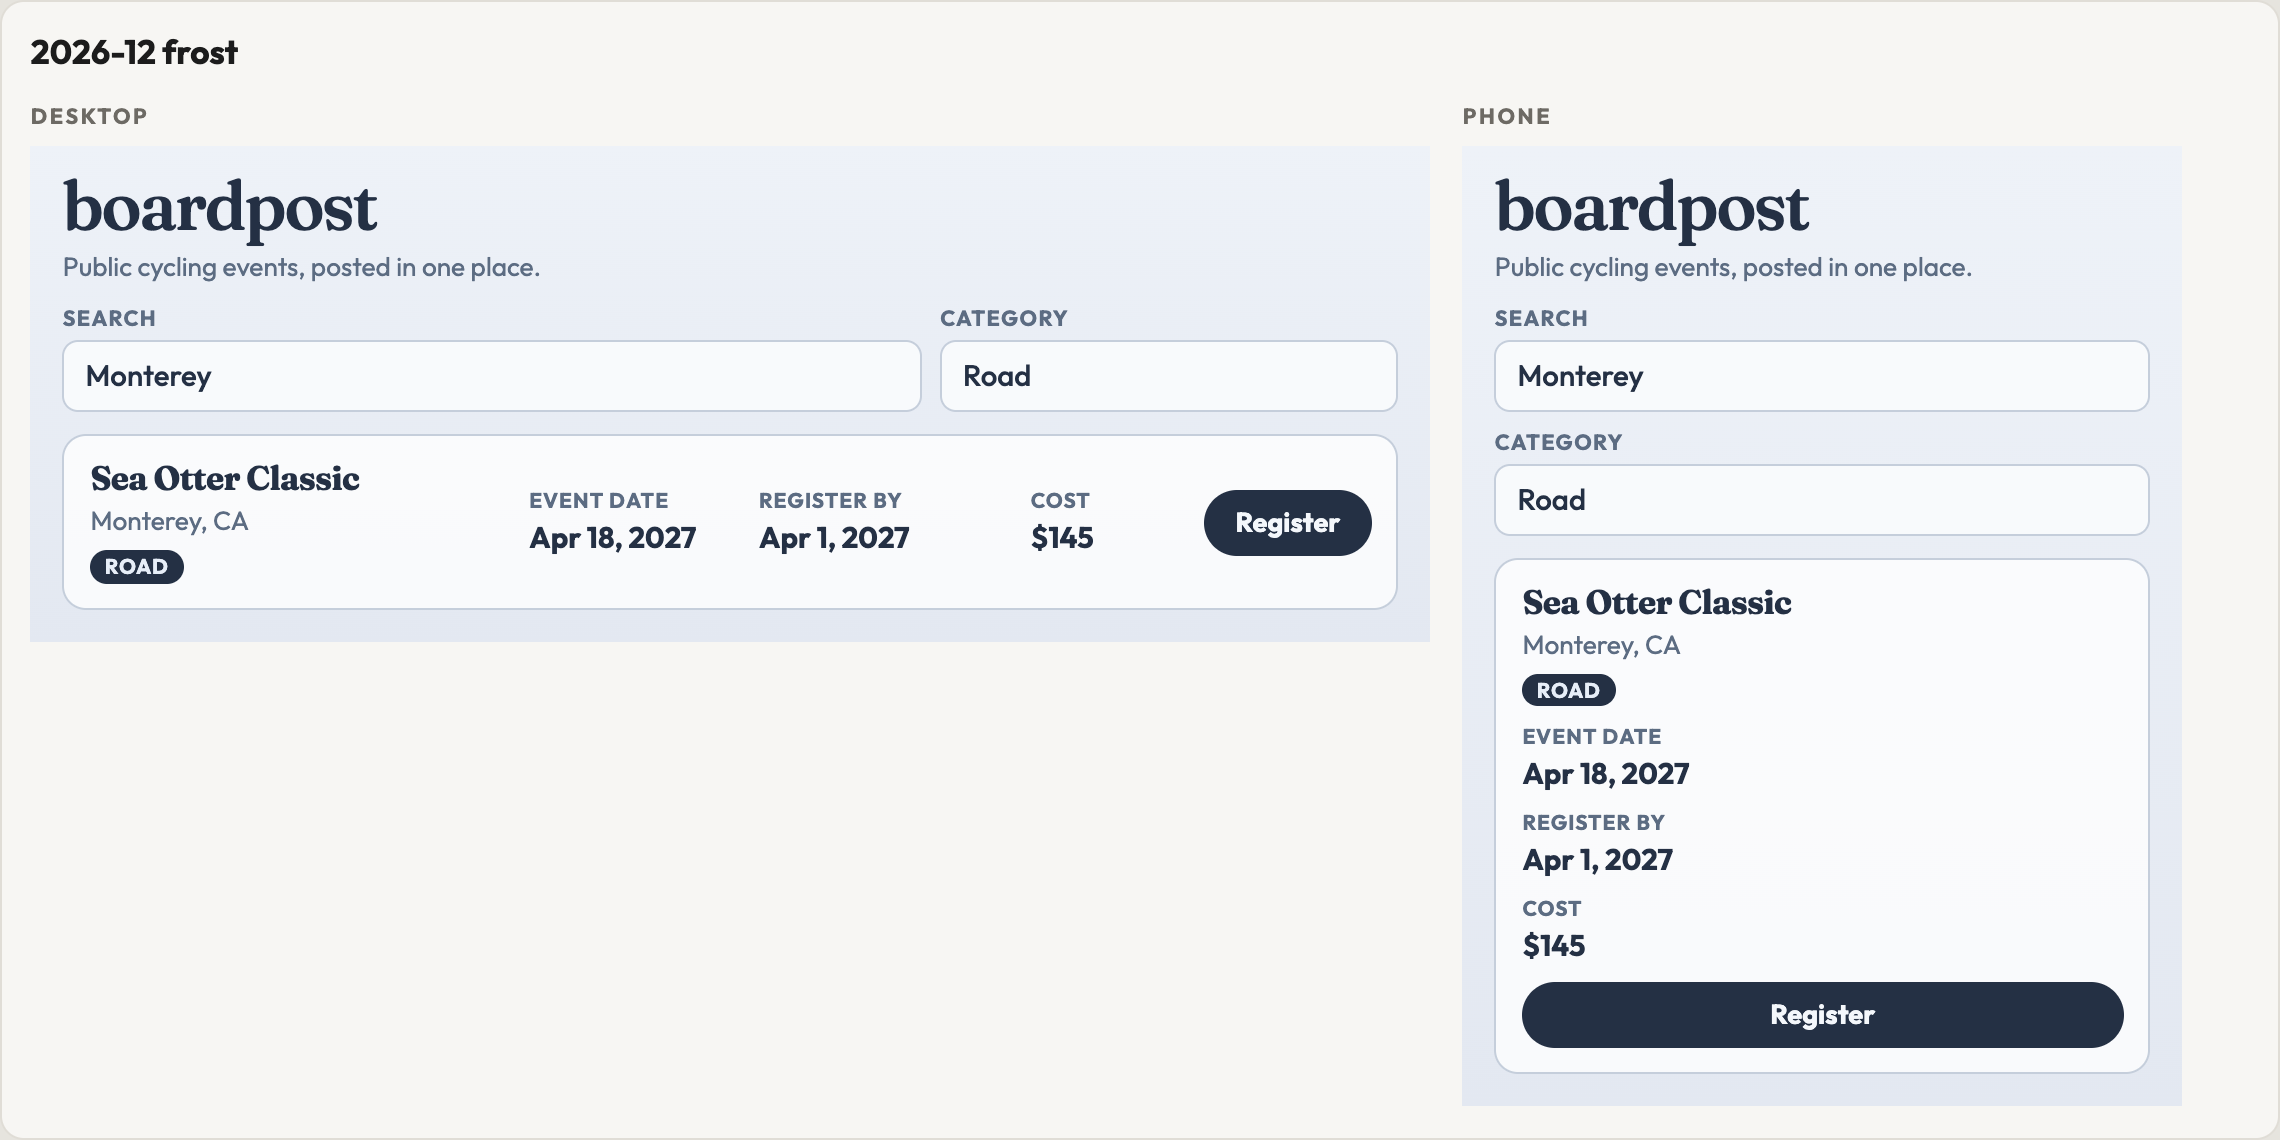 2026-12 frost
DESKTOP
boardpost
Public cycling events, posted in one place.
SEARCH
Monterey
CATEGORY
Road
Sea Otter Classic
Monterey, CA
ROAD
EVENT DATE
Apr 18, 2027
REGISTER BY
Apr 1, 2027
COST
$145
Register
PHONE
boardpost
Public cycling events, posted in one place.
SEARCH
Monterey
CATEGORY
Road
Sea Otter Classic
Monterey, CA
ROAD
EVENT DATE
Apr 18, 2027
REGISTER BY
Apr 1, 2027
COST
$145
Register